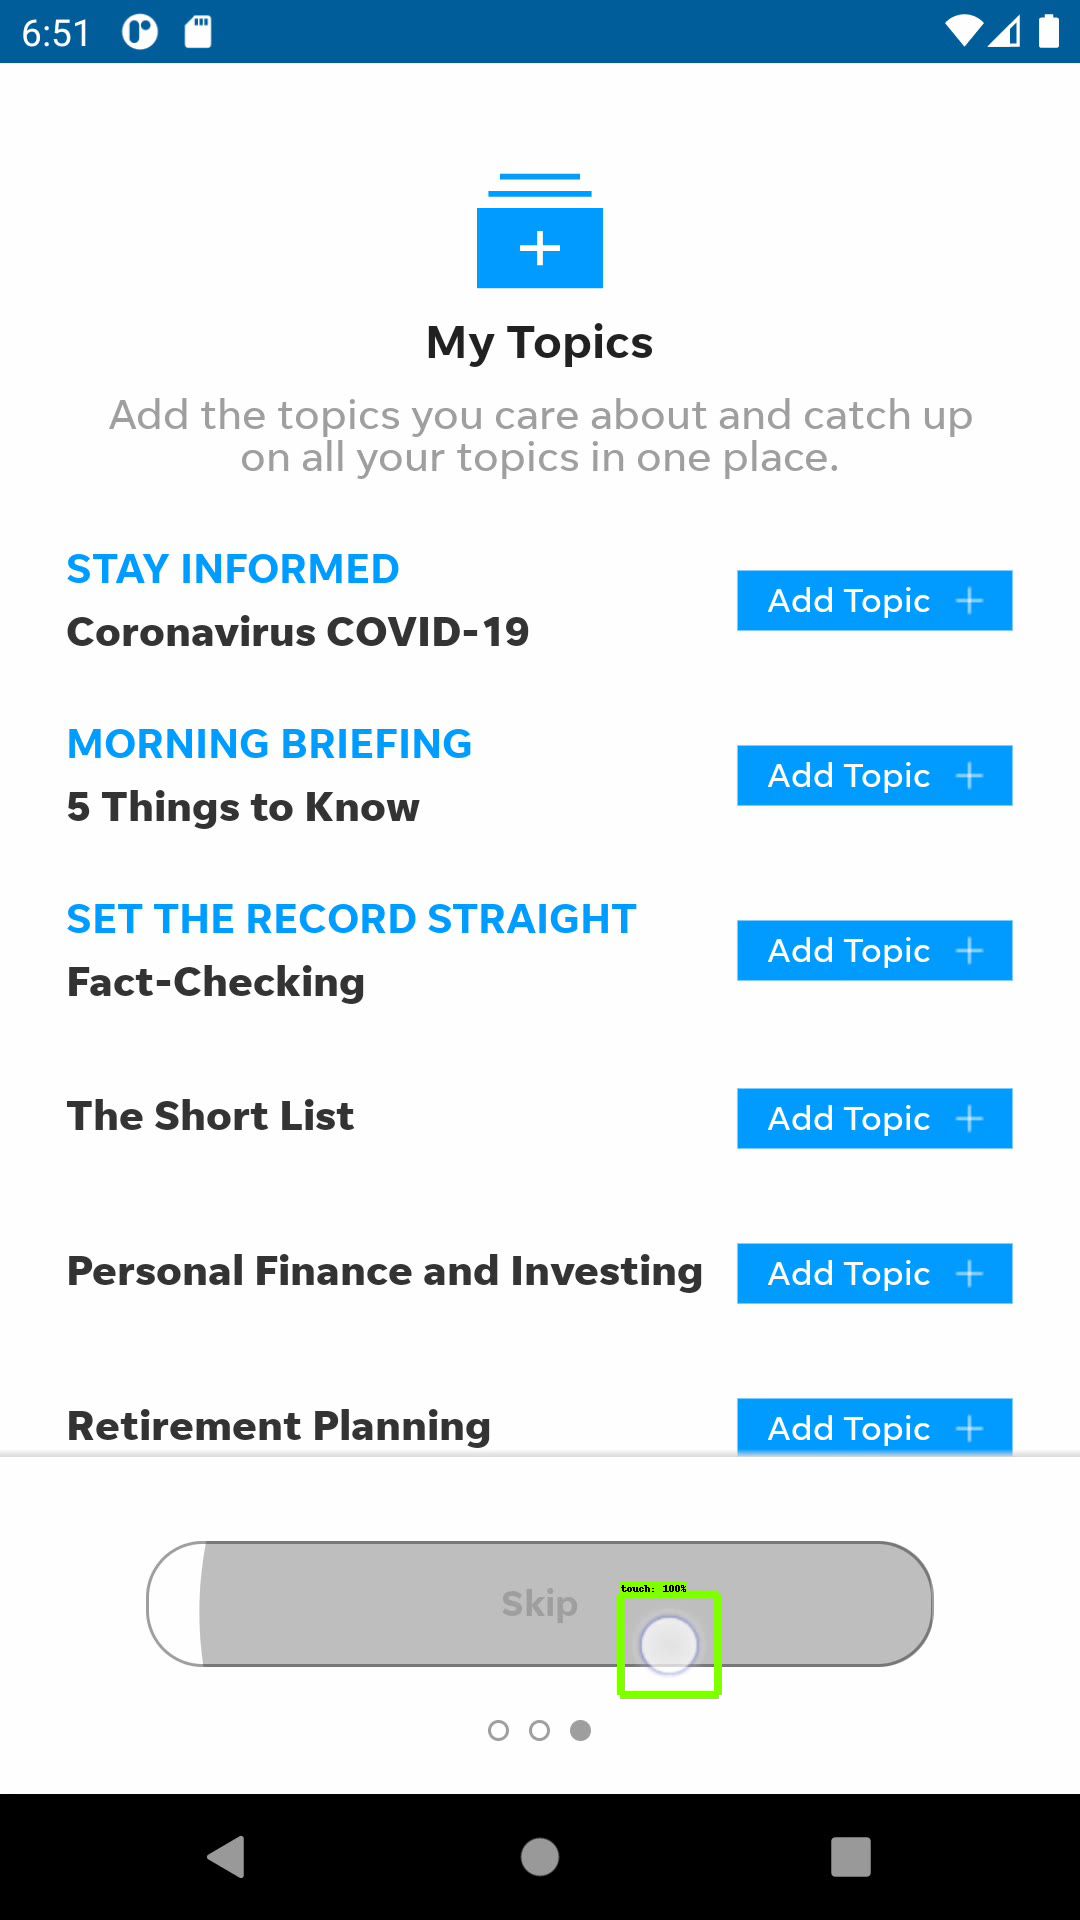 6:51
My Topics
Add the topics you care about and catch up
on all your topics in one place.
STAY INFORMED
Coronavirus COVID-19
Add Topic
MORNING BRIEFING
5 Things to Know
Add Topic
SET THE RECORD STRAIGHT
Fact-Checking
Add Topic
The Short List
Add Topic
Personal Finance and Investing
Add Topic
Retirement Planning
Add Topic
touch: 100%
Skip